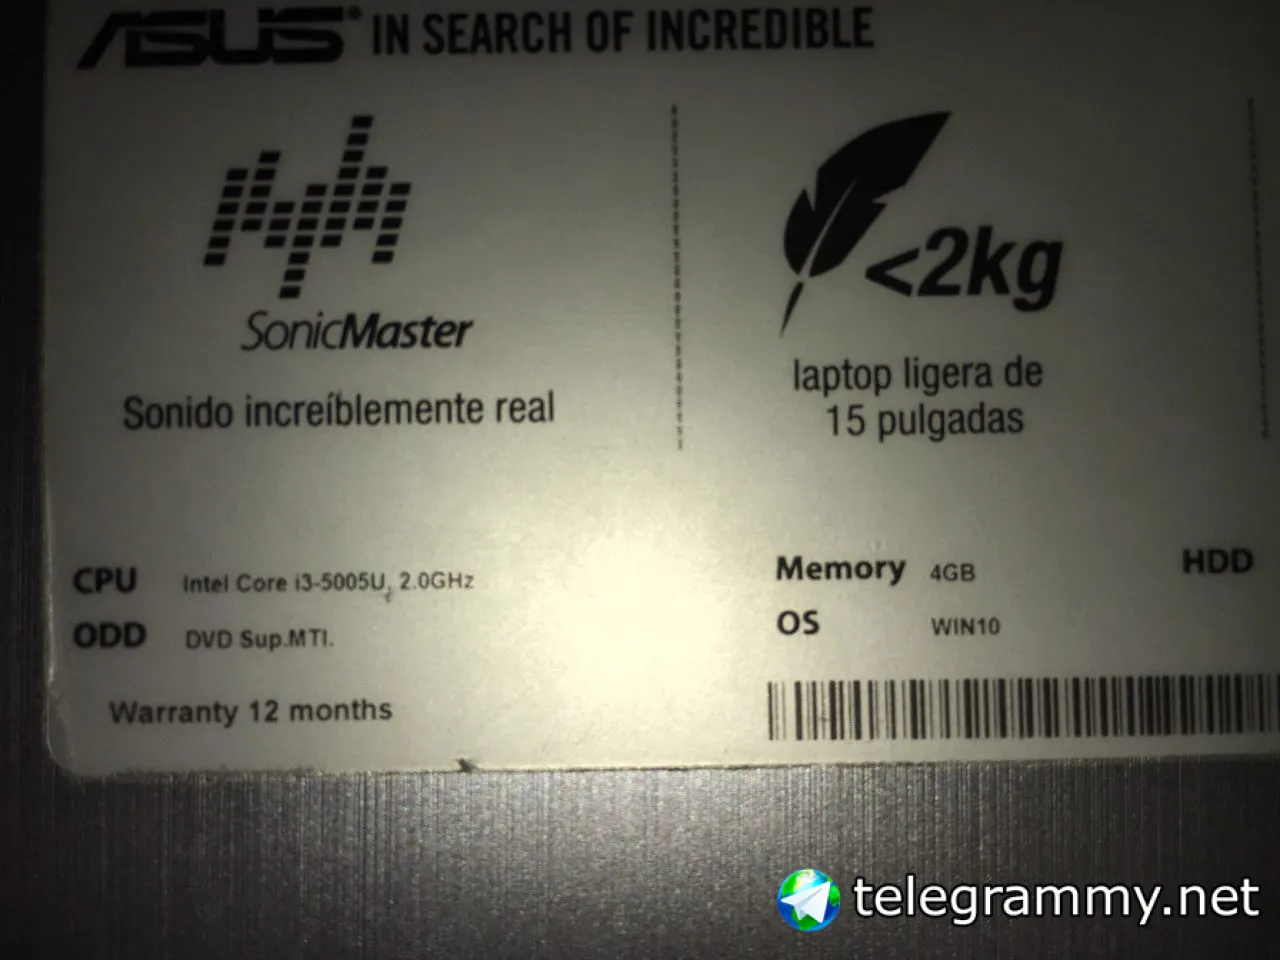 ASUS® IN SEARCH OF INCREDIBLE
SonicMaster
Sonido increíblemente real
<2kg
laptop ligera de
15 pulgadas
CPU Intel Core i3-5005U, 2.0GHz
ODD DVD Sup.MTI.
Warranty 12 months
Memory 4GB
OS WIN10
HDD
telegrammy.net